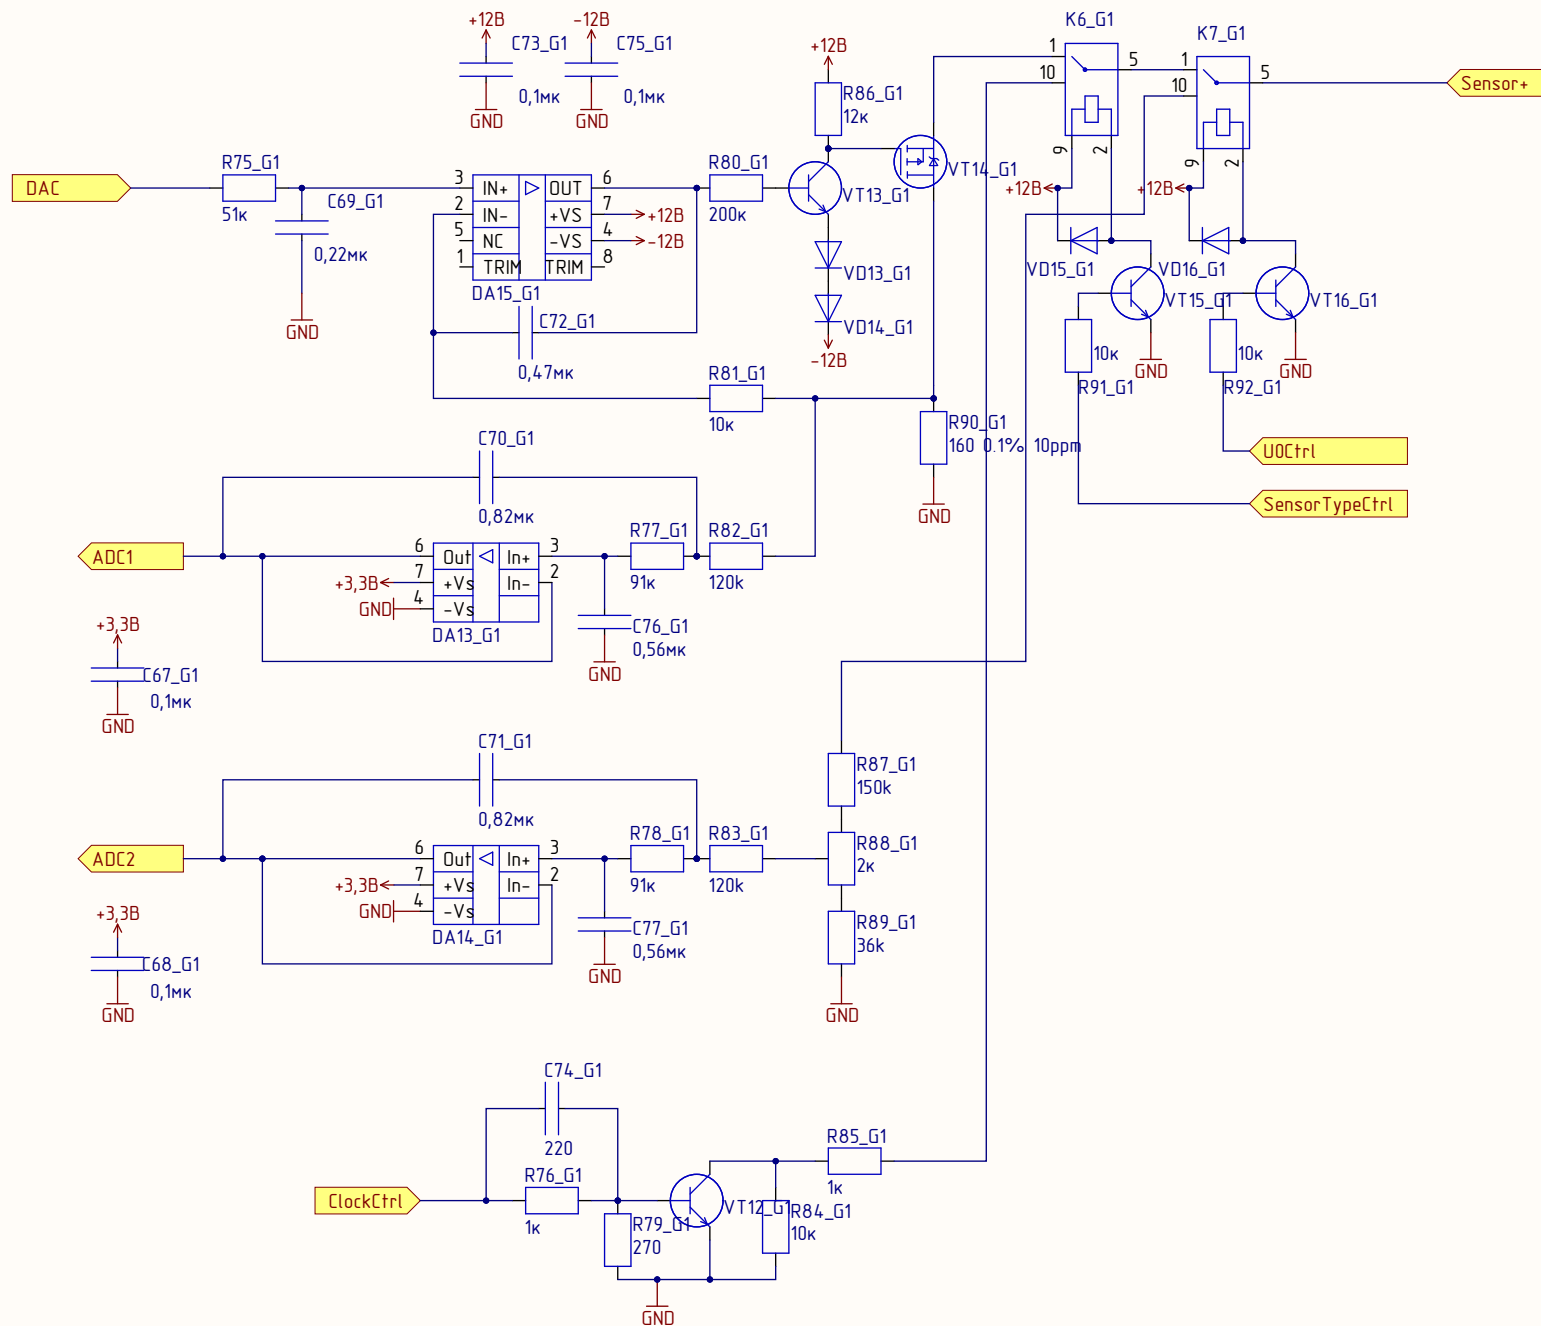 +12В
-12В
C73_G1
C75_G1
0,1мк
0,1мк
GND
GND
+12В
R86_G1
12к
K6_G1
1
10
5
9
2
K7_G1
1
10
5
9
2
Sensor+
DAC
R75_G1
51к
C69_G1
0,22мк
GND
3
2
5
1
IN+
IN-
NC
TRIM
OUT
+VS
-VS
TRIM
6
7
4
8
+12В
-12В
DA15_G1
C72_G1
0,47мк
R80_G1
200к
VT13_G1
VT14_G1
VD13_G1
VD14_G1
-12В
+12В
+12В
VD15_G1
VD16_G1
VT15_G1
VT16_G1
10к
R91_G1
GND
10к
R92_G1
GND
R81_G1
10к
R90_G1
160 0.1% 10ppm
GND
U0Ctrl
SensorTypeCtrl
C70_G1
0,82мк
ADC1
6
7
4
Out
+Vs
-Vs
In+
In-
3
2
+3,3В
GND
DA13_G1
R77_G1
91к
R82_G1
120k
C76_G1
0,56мк
GND
+3,3В
C67_G1
0,1мк
GND
C71_G1
0,82мк
ADC2
6
7
4
Out
+Vs
-Vs
In+
In-
3
2
+3,3В
GND
DA14_G1
R78_G1
91к
R83_G1
120k
C77_G1
0,56мк
GND
R87_G1
150k
R88_G1
2к
R89_G1
36k
GND
+3,3В
C68_G1
0,1мк
GND
C74_G1
220
ClockCtrl
R76_G1
1к
R79_G1
270
VT12_G1
R84_G1
10к
R85_G1
1к
GND